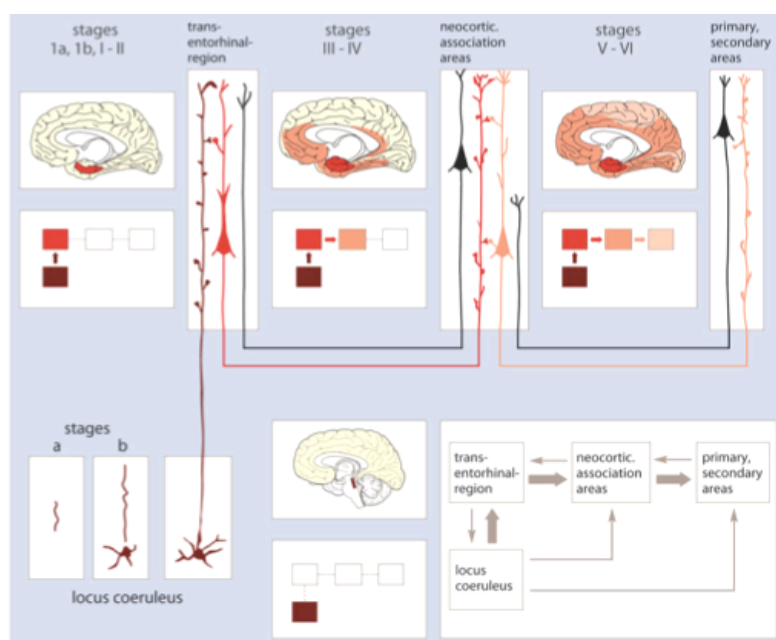 stages
1a, 1b, I - II
trans-
entorhinal-
region
stages
III - IV
neocortic.
association
areas
stages
V - VI
primary,
secondary
areas
stages
a
b
locus coeruleus
trans-
entorhinal-
region
neocortic.
association
areas
primary,
secondary
areas
locus
coeruleus